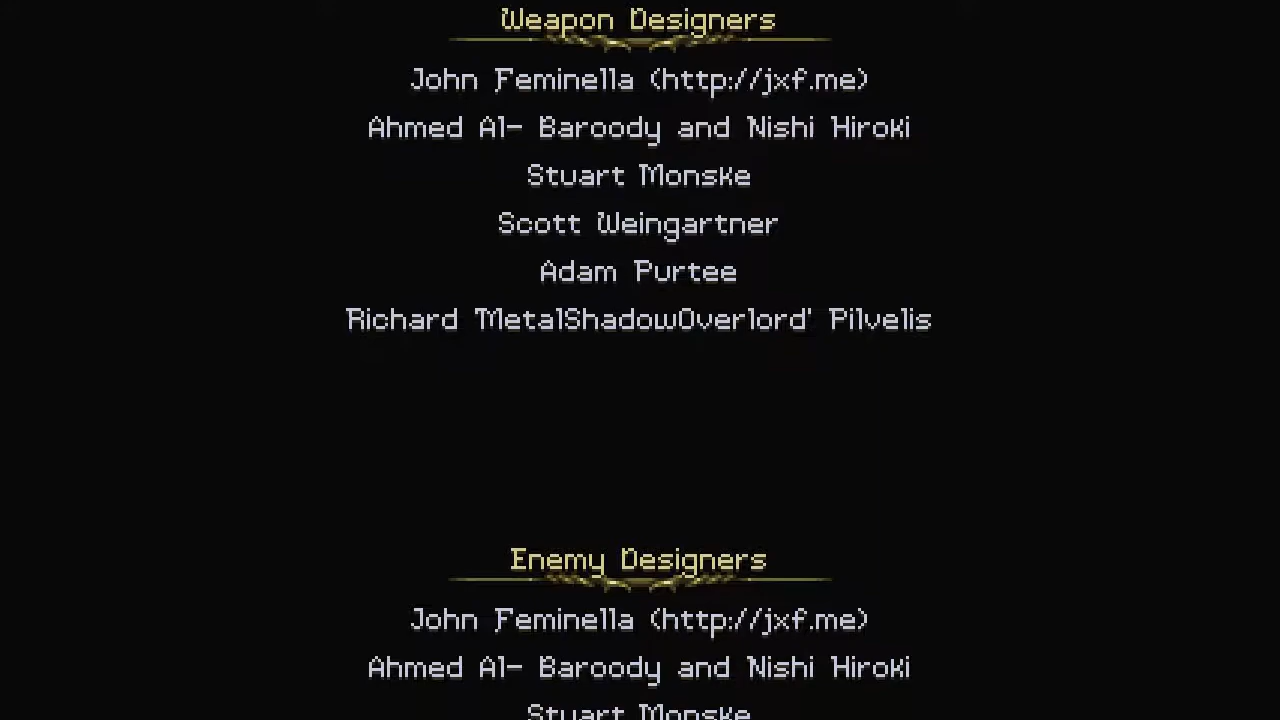 Weapon Designers
John Feminella (http://jxf.me)
Ahmed Al- Baroody and Nishi Hiroki
Stuart Monske
Scott Weingartner
Adam Purtee
Richard 'MetalShadowOverlord' Pilvelis
Enemy Designers
John Feminella (http://jxf.me)
Ahmed Al- Baroody and Nishi Hiroki
Stuart Monske